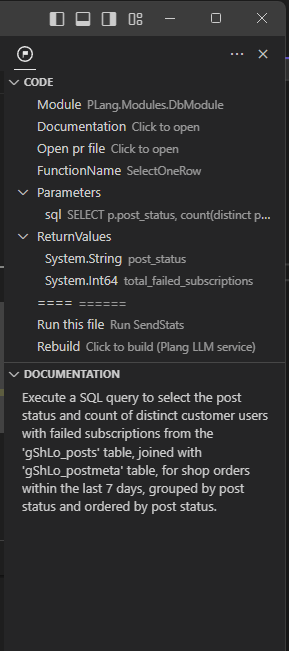 CODE
Module PLang.Modules.DbModule
Documentation Click to open
Open pr file Click to open
FunctionName SelectOneRow
Parameters
sql SELECT p.post_status, count(distinct p...
ReturnValues
System.String post_status
System.Int64 total_failed_subscriptions
==== ======
Run this file Run SendStats
Rebuild Click to build (Plang LLM service)
DOCUMENTATION
Execute a SQL query to select the post
status and count of distinct customer users
with failed subscriptions from the
'gShLo_posts' table, joined with
'gShLo_postmeta' table, for shop orders
within the last 7 days, grouped by post
status and ordered by post status.